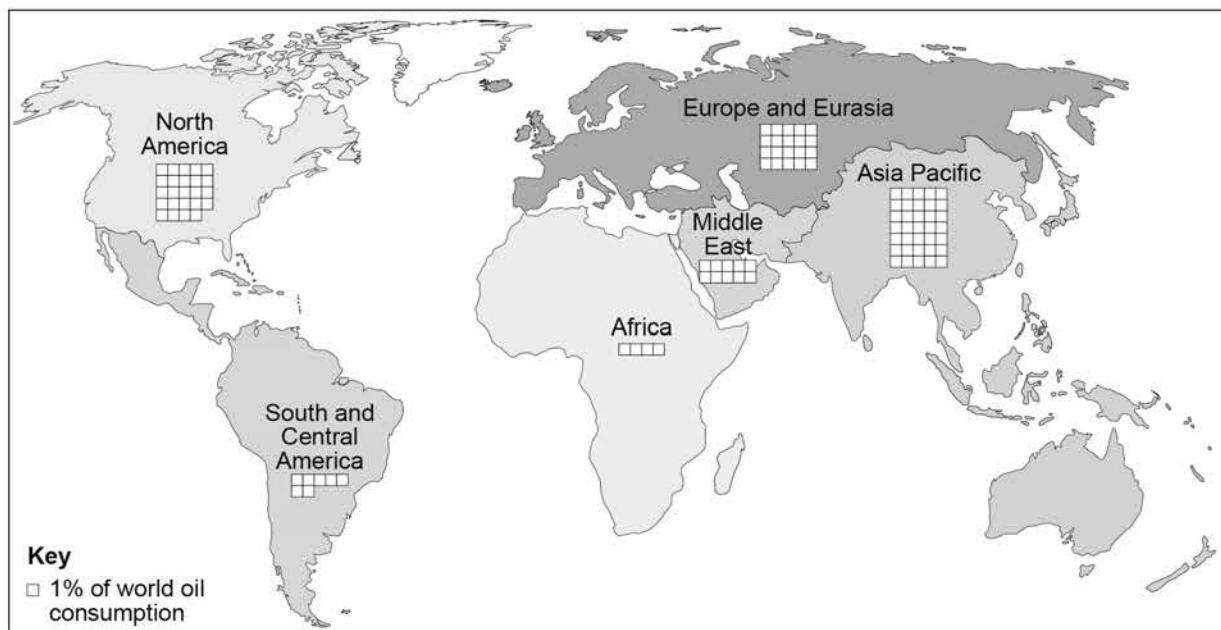 North
America
Europe and Eurasia
Asia Pacific
Middle
East
Africa
South and
Central
America
Key
1% of world oil
consumption